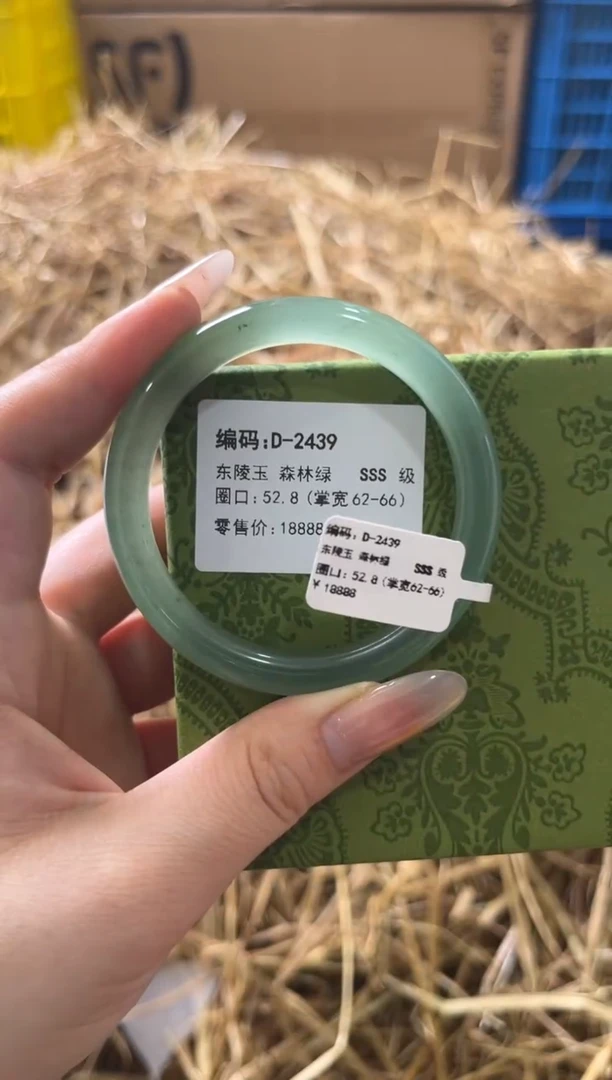 编码:D-2439
东陵玉 森林绿 SSS 级
圈口:52.8(掌宽62-66)
零售价:18888
编码:D-2439
东陵玉 森林绿 SSS 级
圈口:52.8(掌宽62-66)
¥18888